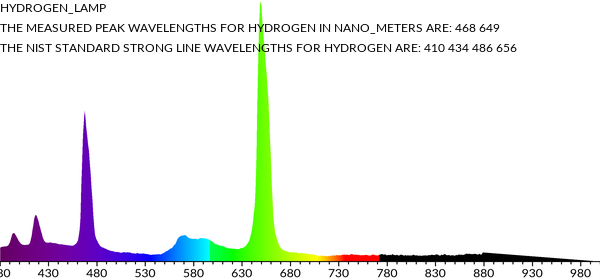 HYDROGEN_LAMP
THE MEASURED PEAK WAVELENGTHS FOR HYDROGEN IN NANO_METERS ARE: 468 649
THE NIST STANDARD STRONG LINE WAVELENGTHS FOR HYDROGEN ARE: 410 434 486 656
80 430 480 530 580 630 680 730 780 830 880 930 980